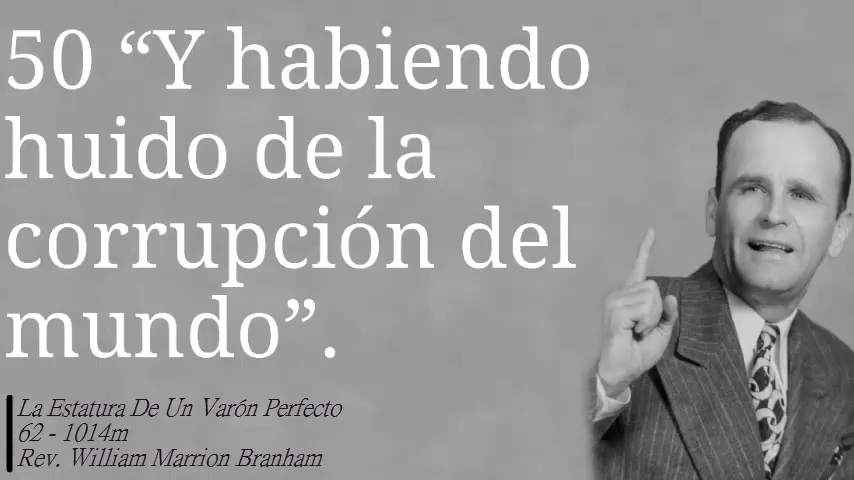 50 “Y habiendo
huido de la
corrupción del
mundo”.
La Estatura De Un Varón Perfecto
62 - 1014m
Rev. William Marrion Branham